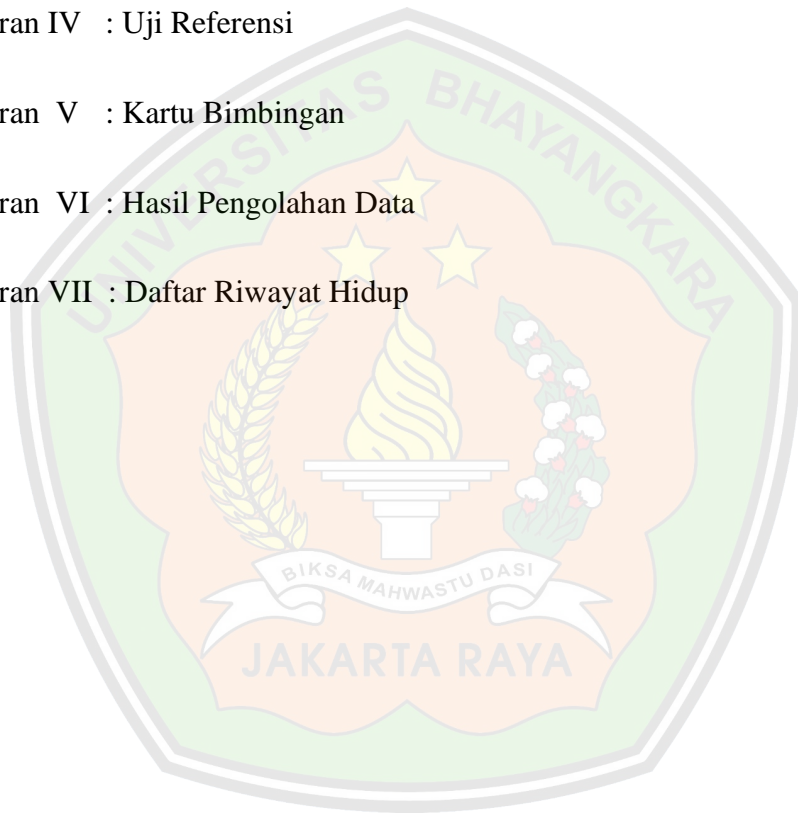 ran IV : Uji Referensi
ran V : Kartu Bimbingan
ran VI : Hasil Pengolahan Data
ran VII : Daftar Riwayat Hidup
UNIVERSITAS BHAYANGKARA
BIKSA MAHWASTU DASI
JAKARTA RAYA